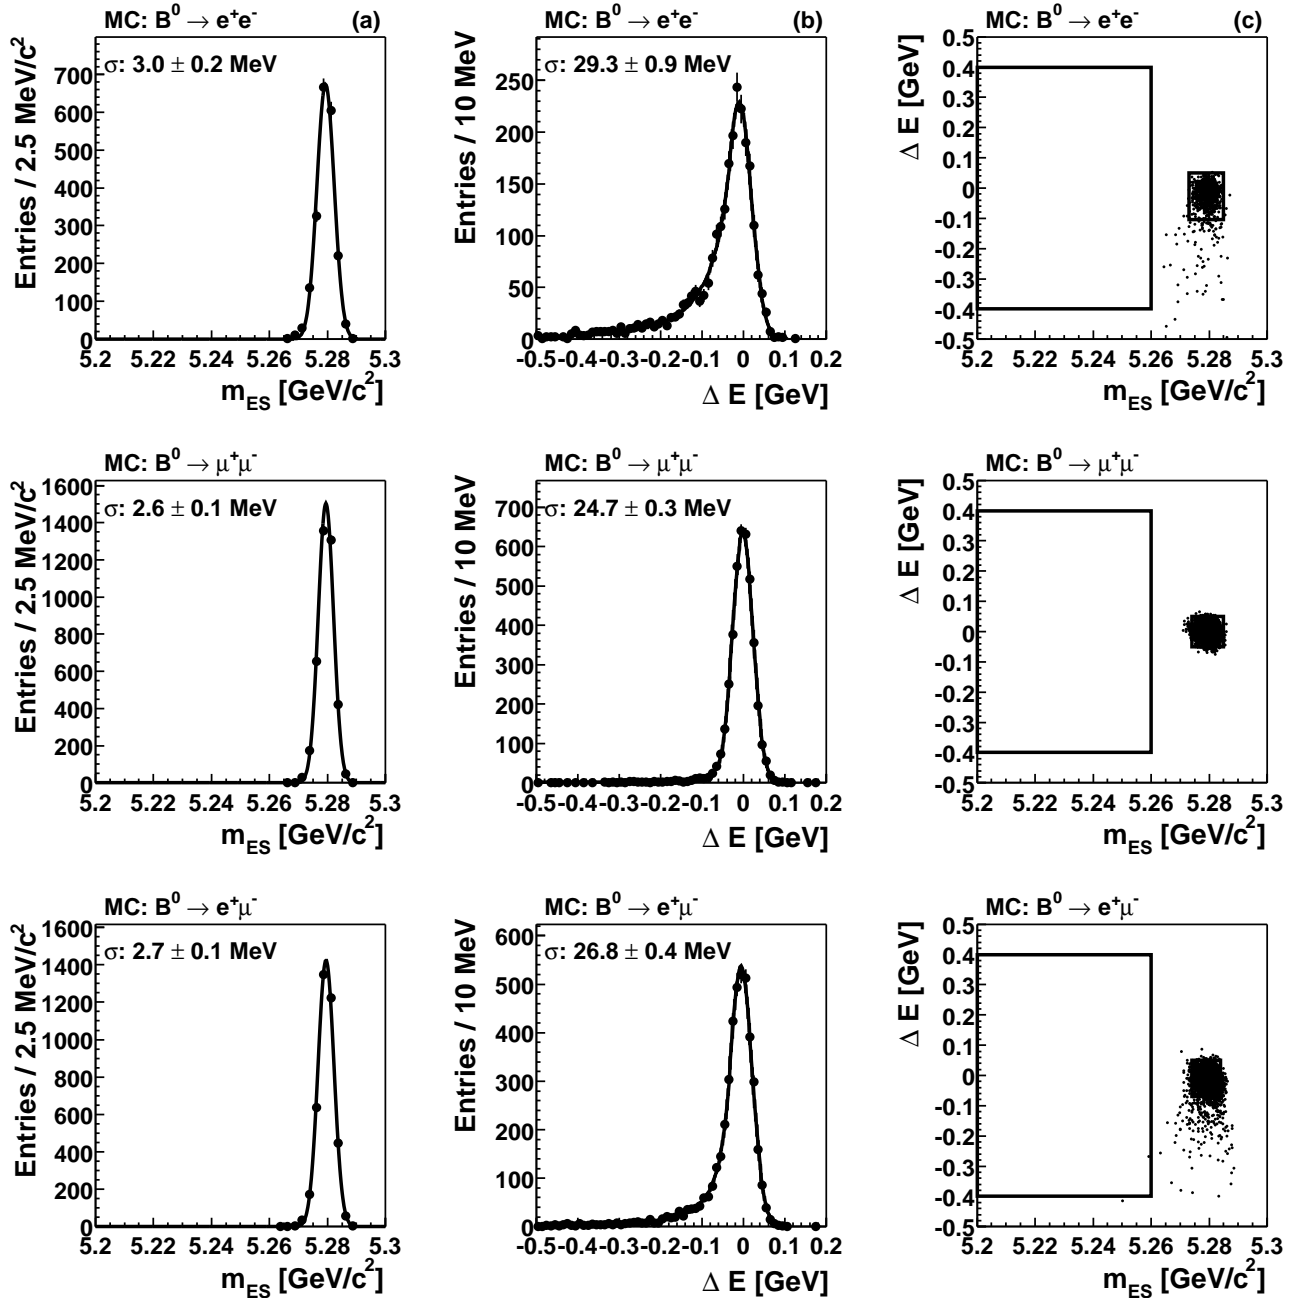 MC: B⁰ → e⁺e⁻ (a)
σ: 3.0 ± 0.2 MeV
Entries / 2.5 MeV/c²
700
600
500
400
300
200
100
0
5.2 5.22 5.24 5.26 5.28 5.3
m_ES [GeV/c²]
MC: B⁰ → e⁺e⁻ (b)
σ: 29.3 ± 0.9 MeV
Entries / 10 MeV
250
200
150
100
50
0
-0.5-0.4-0.3-0.2-0.1 0 0.1 0.2
Δ E [GeV]
MC: B⁰ → e⁺e⁻ (c)
Δ E [GeV]
0.5
0.4
0.3
0.2
0.1
0
-0.1
-0.2
-0.3
-0.4
-0.5
5.2 5.22 5.24 5.26 5.28 5.3
m_ES [GeV/c²]
MC: B⁰ → μ⁺μ⁻
σ: 2.6 ± 0.1 MeV
Entries / 2.5 MeV/c²
1600
1400
1200
1000
800
600
400
200
0
5.2 5.22 5.24 5.26 5.28 5.3
m_ES [GeV/c²]
MC: B⁰ → μ⁺μ⁻
σ: 24.7 ± 0.3 MeV
Entries / 10 MeV
700
600
500
400
300
200
100
0
-0.5-0.4-0.3-0.2-0.1 0 0.1 0.2
Δ E [GeV]
MC: B⁰ → μ⁺μ⁻
Δ E [GeV]
0.5
0.4
0.3
0.2
0.1
0
-0.1
-0.2
-0.3
-0.4
-0.5
5.2 5.22 5.24 5.26 5.28 5.3
m_ES [GeV/c²]
MC: B⁰ → e⁺μ⁻
σ: 2.7 ± 0.1 MeV
Entries / 2.5 MeV/c²
1600
1400
1200
1000
800
600
400
200
0
5.2 5.22 5.24 5.26 5.28 5.3
m_ES [GeV/c²]
MC: B⁰ → e⁺μ⁻
σ: 26.8 ± 0.4 MeV
Entries / 10 MeV
600
500
400
300
200
100
0
-0.5-0.4-0.3-0.2-0.1 0 0.1 0.2
Δ E [GeV]
MC: B⁰ → e⁺μ⁻
Δ E [GeV]
0.5
0.4
0.3
0.2
0.1
0
-0.1
-0.2
-0.3
-0.4
-0.5
5.2 5.22 5.24 5.26 5.28 5.3
m_ES [GeV/c²]